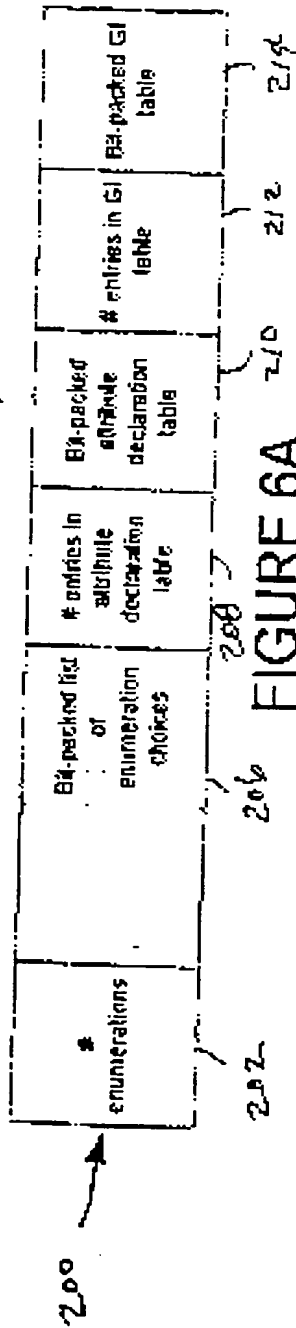 200
#
enumerations
Bit-packed list
of
enumeration
choices
# entries in
attribute
declaration
table
Bit-packed
attribute
declaration
table
# entries in GI
table
Bit-packed GI
table
202
206
208
210
212
214
FIGURE 6A